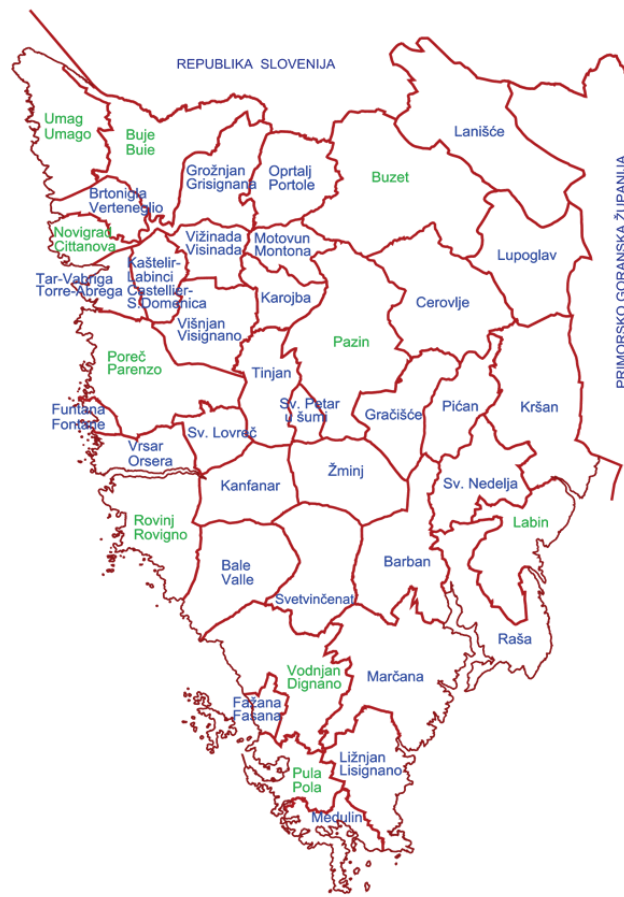 REPUBLIKA SLOVENIJA
Umag
Umago
Buje
Buie
Lanišće
Grožnjan
Grisignana
Oprtalj
Portole
Buzet
PRIMORSKO GORANSKA ŽUPANIJA
Brtonigla
Verteneglio
Novigrad
Cittanova
Vižinada
Visinada
Motovun
Montona
Lupoglav
Tar-Vabriga
Torre-Abrega
Kaštelir-
Labinci
Castellier-
S.Domenica
Karojba
Cerovlje
Višnjan
Visignano
Pazin
Poreč
Parenzo
Tinjan
Sv. Petar
u šumi
Gračišće
Pićan
Kršan
Funtana
Fontane
Vrsar
Orsera
Sv. Lovreč
Kanfanar
Žminj
Sv. Nedelja
Rovinj
Rovigno
Labin
Bale
Valle
Svetvinčenat
Barban
Raša
Vodnjan
Dignano
Marčana
Fažana
Fasana
Ližnjan
Lisignano
Pula
Pola
Medulin